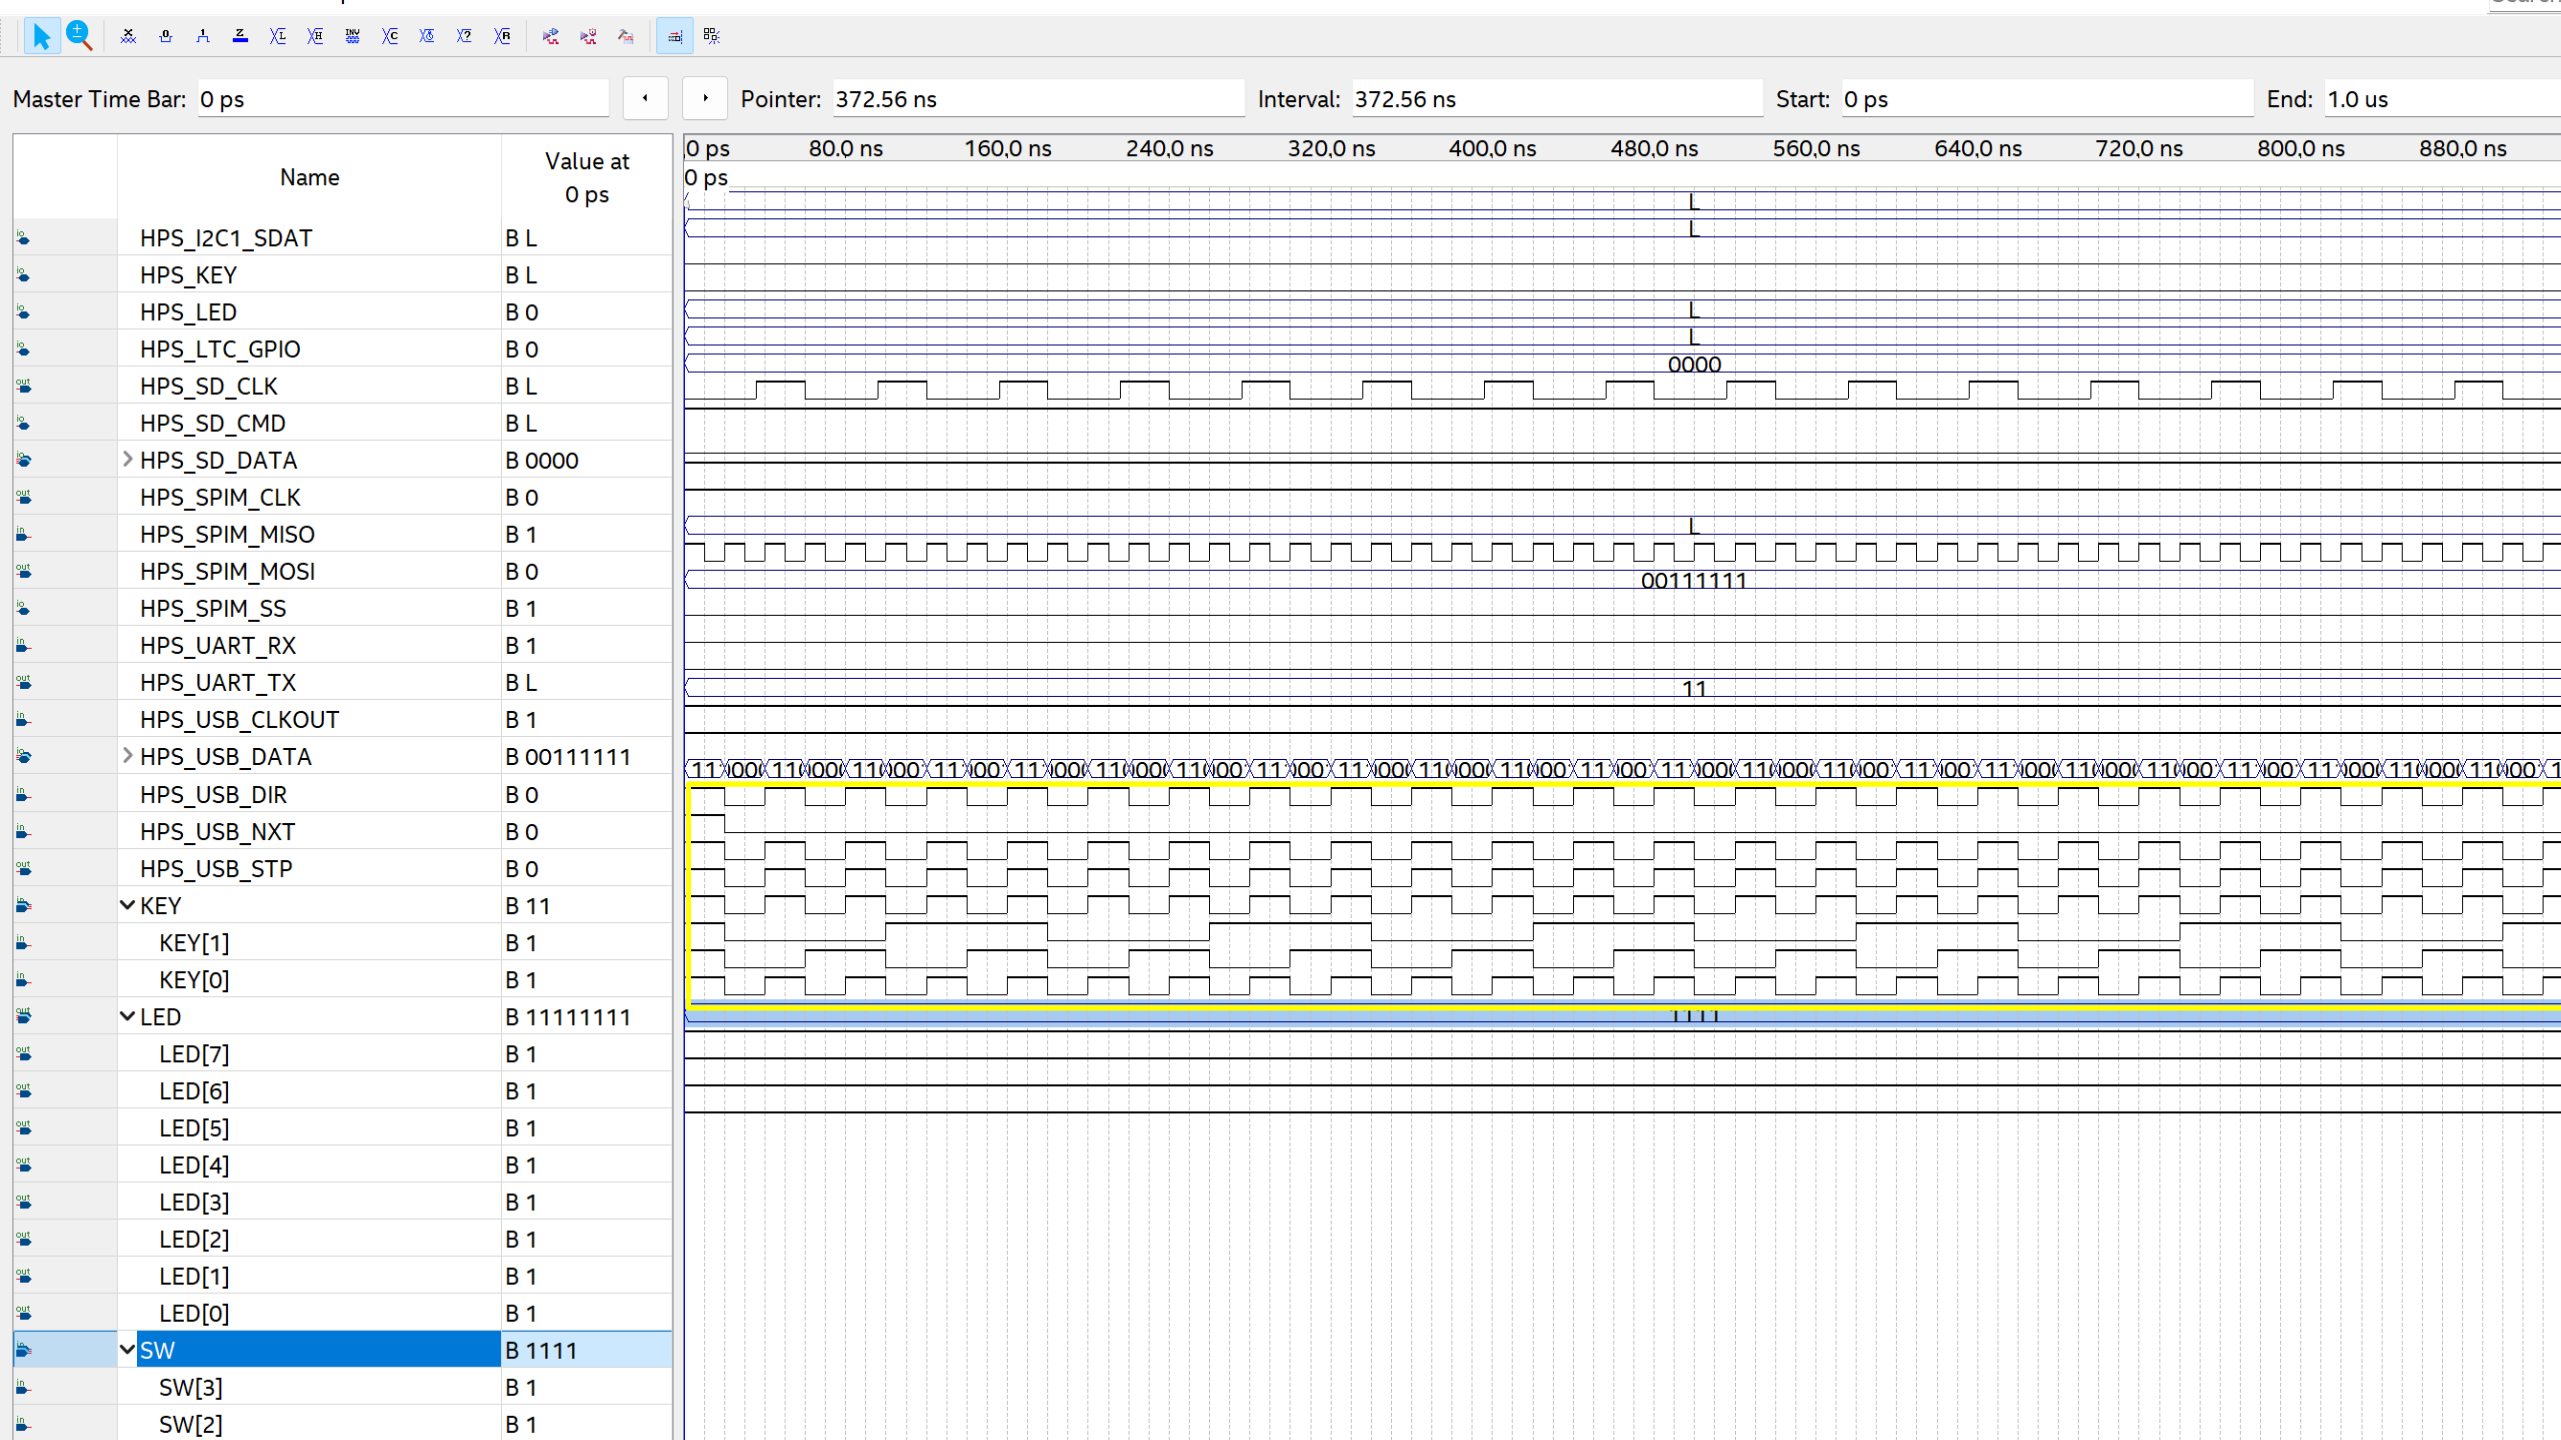 Master Time Bar: 0 ps Pointer: 372.56 ns Interval: 372.56 ns Start: 0 ps End: 1.0 us
Name Value at 0 ps
0 ps 80.0 ns 160.0 ns 240.0 ns 320.0 ns 400.0 ns 480.0 ns 560.0 ns 640.0 ns 720.0 ns 800.0 ns 880.0 ns
0 ps
HPS_I2C1_SDAT B L
HPS_KEY B L
HPS_LED B 0
HPS_LTC_GPIO B 0
HPS_SD_CLK B L
HPS_SD_CMD B L
HPS_SD_DATA B 0000
HPS_SPIM_CLK B 0
HPS_SPIM_MISO B 1
HPS_SPIM_MOSI B 0
HPS_SPIM_SS B 1
HPS_UART_RX B 1
HPS_UART_TX B L
HPS_USB_CLKOUT B 1
HPS_USB_DATA B 00111111
HPS_USB_DIR B 0
HPS_USB_NXT B 0
HPS_USB_STP B 0
KEY B 11
KEY[1] B 1
KEY[0] B 1
LED B 11111111
LED[7] B 1
LED[6] B 1
LED[5] B 1
LED[4] B 1
LED[3] B 1
LED[2] B 1
LED[1] B 1
LED[0] B 1
SW B 1111
SW[3] B 1
SW[2] B 1
L
L
L
L
0000
L
00111111
11
1111